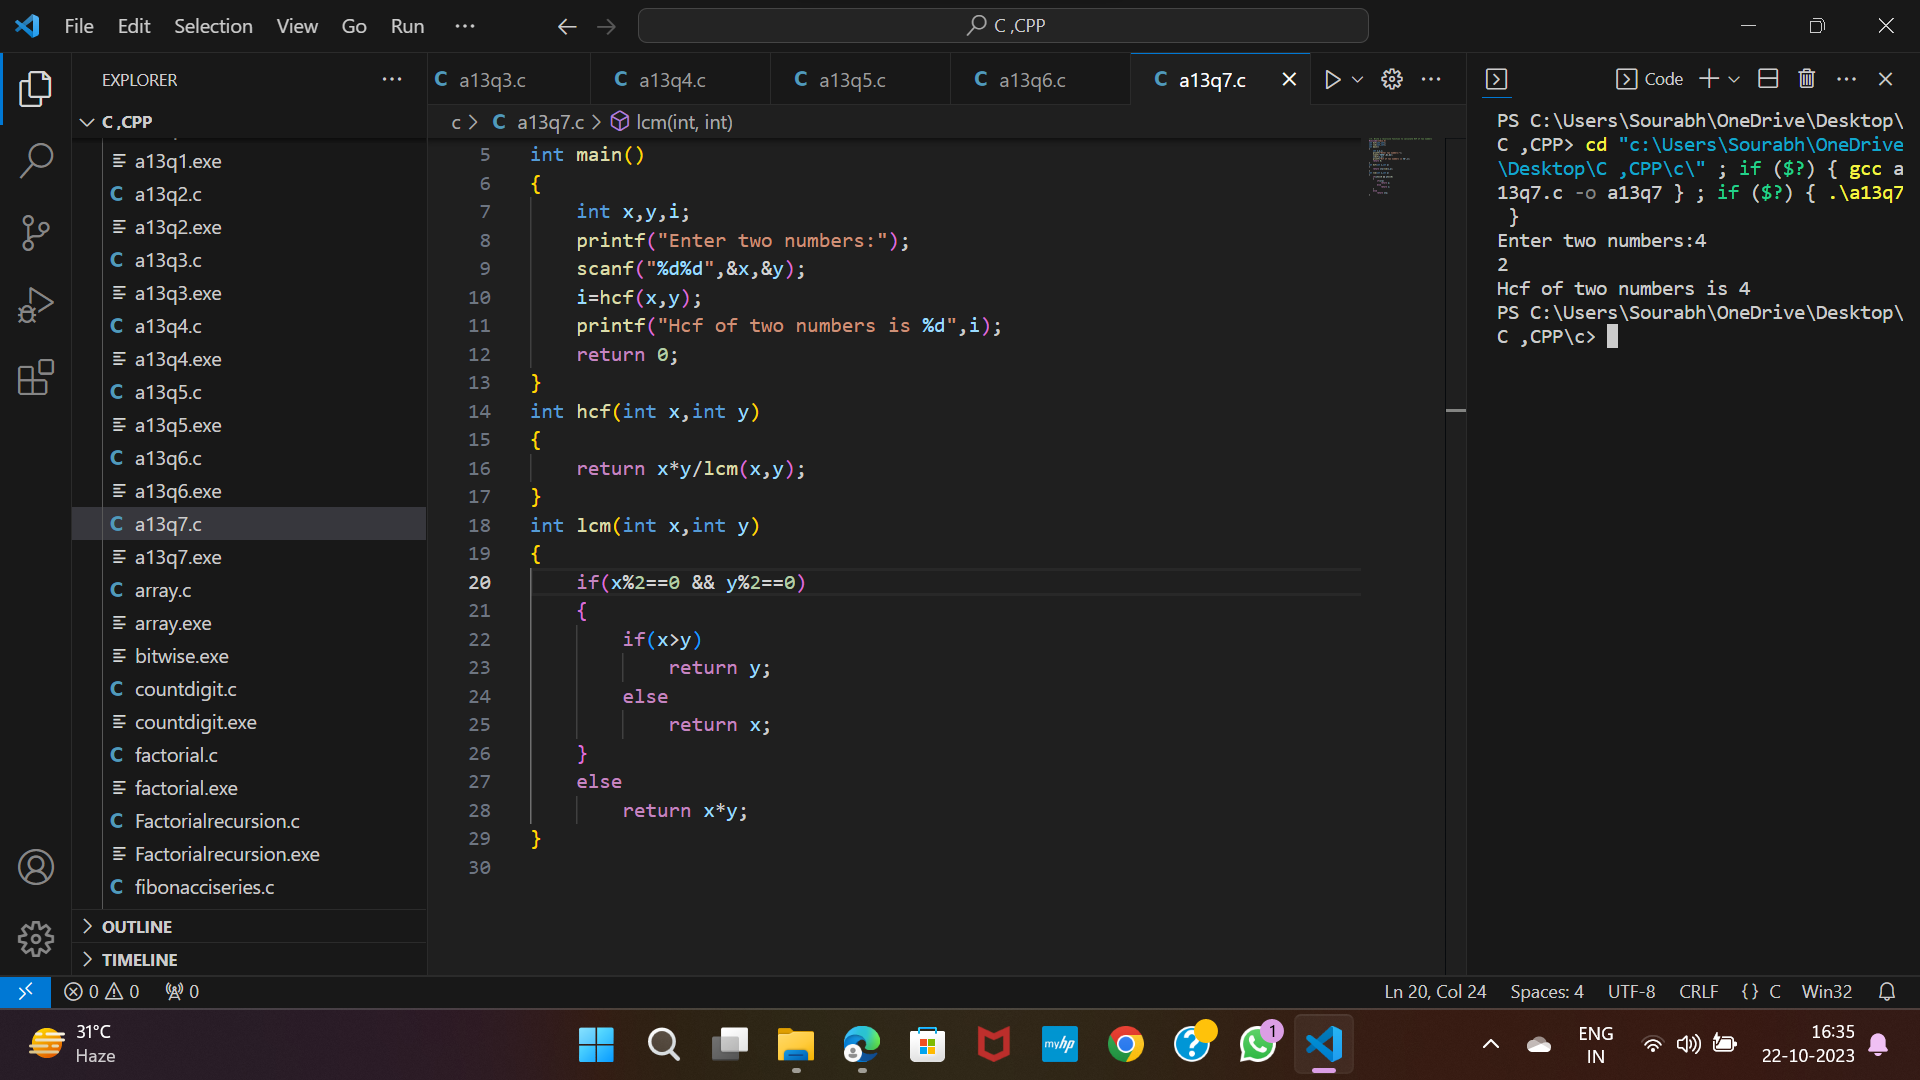 File Edit Selection View Go Run ···
C ,CPP
EXPLORER
C ,CPP
a13q1.exe
a13q2.c
a13q2.exe
a13q3.c
a13q3.exe
a13q4.c
a13q4.exe
a13q5.c
a13q5.exe
a13q6.c
a13q6.exe
a13q7.c
a13q7.exe
array.c
array.exe
bitwise.exe
countdigit.c
countdigit.exe
factorial.c
factorial.exe
Factorialrecursion.c
Factorialrecursion.exe
fibonacciseries.c
OUTLINE
TIMELINE
C a13q3.c C a13q4.c C a13q5.c C a13q6.c C a13q7.c
c > C a13q7.c > lcm(int, int)
5 int main()
6 {
7 int x,y,i;
8 printf("Enter two numbers:");
9 scanf("%d%d",&x,&y);
10 i=hcf(x,y);
11 printf("Hcf of two numbers is %d",i);
12 return 0;
13 }
14 int hcf(int x,int y)
15 {
16 return x*y/lcm(x,y);
17 }
18 int lcm(int x,int y)
19 {
20 if(x%2==0 && y%2==0)
21 {
22 if(x>y)
23 return y;
24 else
25 return x;
26 }
27 else
28 return x*y;
29 }
30
Code
PS C:\Users\Sourabh\OneDrive\Desktop\
C ,CPP> cd "c:\Users\Sourabh\OneDrive
\Desktop\C ,CPP\c\" ; if ($?) { gcc a
13q7.c -o a13q7 } ; if ($?) { .\a13q7
}
Enter two numbers:4
2
Hcf of two numbers is 4
PS C:\Users\Sourabh\OneDrive\Desktop\
C ,CPP\c>
0 0 0
Ln 20, Col 24 Spaces: 4 UTF-8 CRLF {} C Win32
31°C
Haze
myhp
1
ENG
IN
16:35
22-10-2023